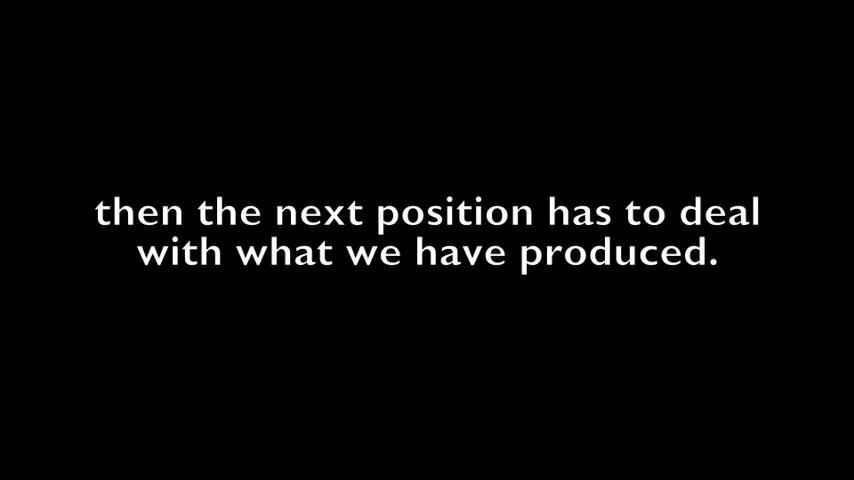 then the next position has to deal
with what we have produced.